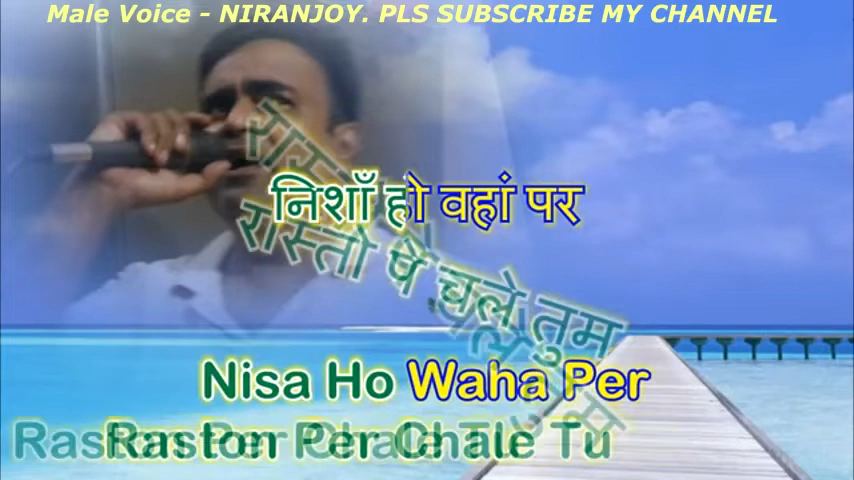 Male Voice - NIRANJOY. PLS SUBSCRIBE MY CHANNEL
निशाँ हो वहां पर
रास्तो पे चले तुम
Nisa Ho Waha Per
Raston Per Chale Tu